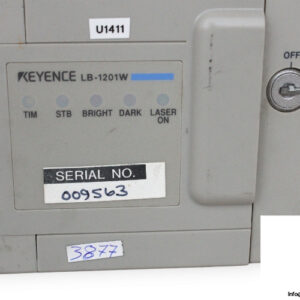 U1411
KEYENCE LB-1201W
OFF
TIM STB BRIGHT DARK LASER ON
SERIAL NO.
009563
3877